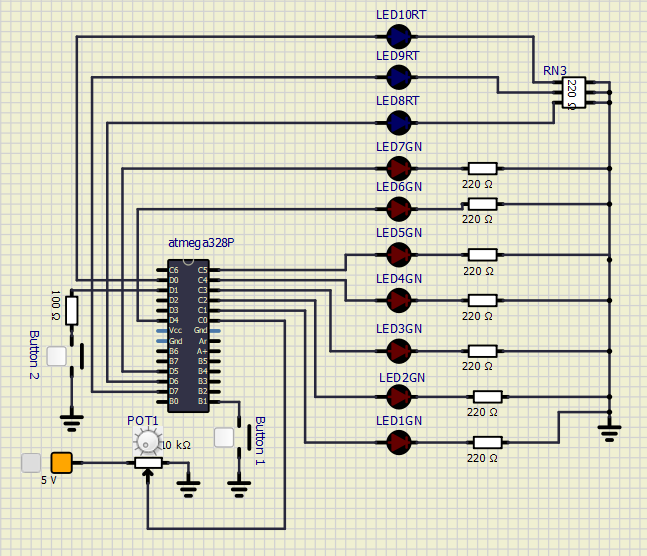 LED10RT
LED9RT
RN3
220 Ω
LED8RT
LED7GN
220 Ω
LED6GN
220 Ω
LED5GN
220 Ω
LED4GN
220 Ω
LED3GN
220 Ω
LED2GN
220 Ω
LED1GN
220 Ω
atmega328P
C6 C5
D0 C4
D1 C3
D2 C2
D3 C1
D4 C0
Vcc Gnd
Gnd Ar
B6 A+
B7 B5
D5 B4
D6 B3
D7 B2
B0 B1
100 Ω
Button 2
POT1
10 kΩ
Button 1
5 V